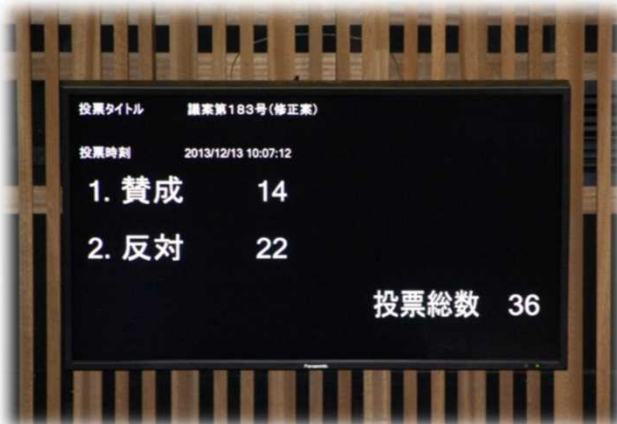 投票タイトル 議案第183号(修正案)
投票時刻 2013/12/13 10:07:12
1. 賛成 14
2. 反対 22
投票総数 36
Panasonic